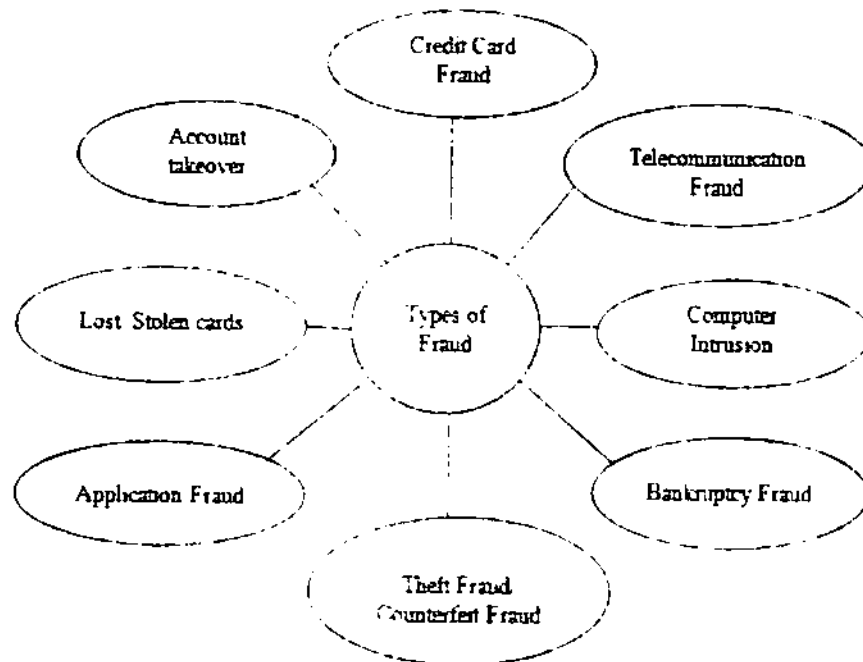 Credit Card
Fraud
Account
takeover
Telecommunication
Fraud
Lost Stolen cards
Types of
Fraud
Computer
Intrusion
Application Fraud
Bankruptcy Fraud
Theft Fraud
Counterfeit Fraud